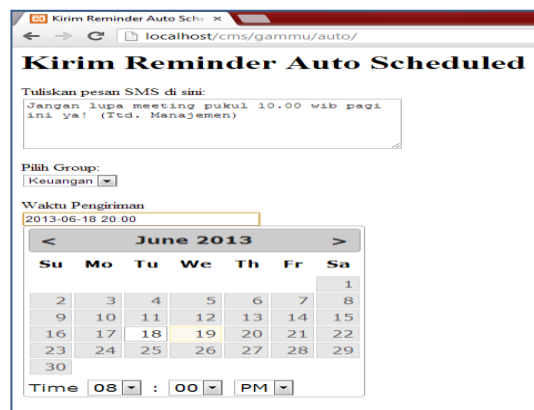 Kirim Reminder Auto Sch
localhost/cms/gammu/auto/
Kirim Reminder Auto Scheduled
Tuliskan pesan SMS di sini:
Jangan lupa meeting pukul 10.00 wib pagi
ini ya! (Ttd. Manajemen)
Pilih Group:
Keuangan
Waktu Pengiriman
2013-06-18 20:00
< June 2013 >
Su Mo Tu We Th Fr Sa
1
2 3 4 5 6 7 8
9 10 11 12 13 14 15
16 17 18 19 20 21 22
23 24 25 26 27 28 29
30
Time 08 : 00 PM